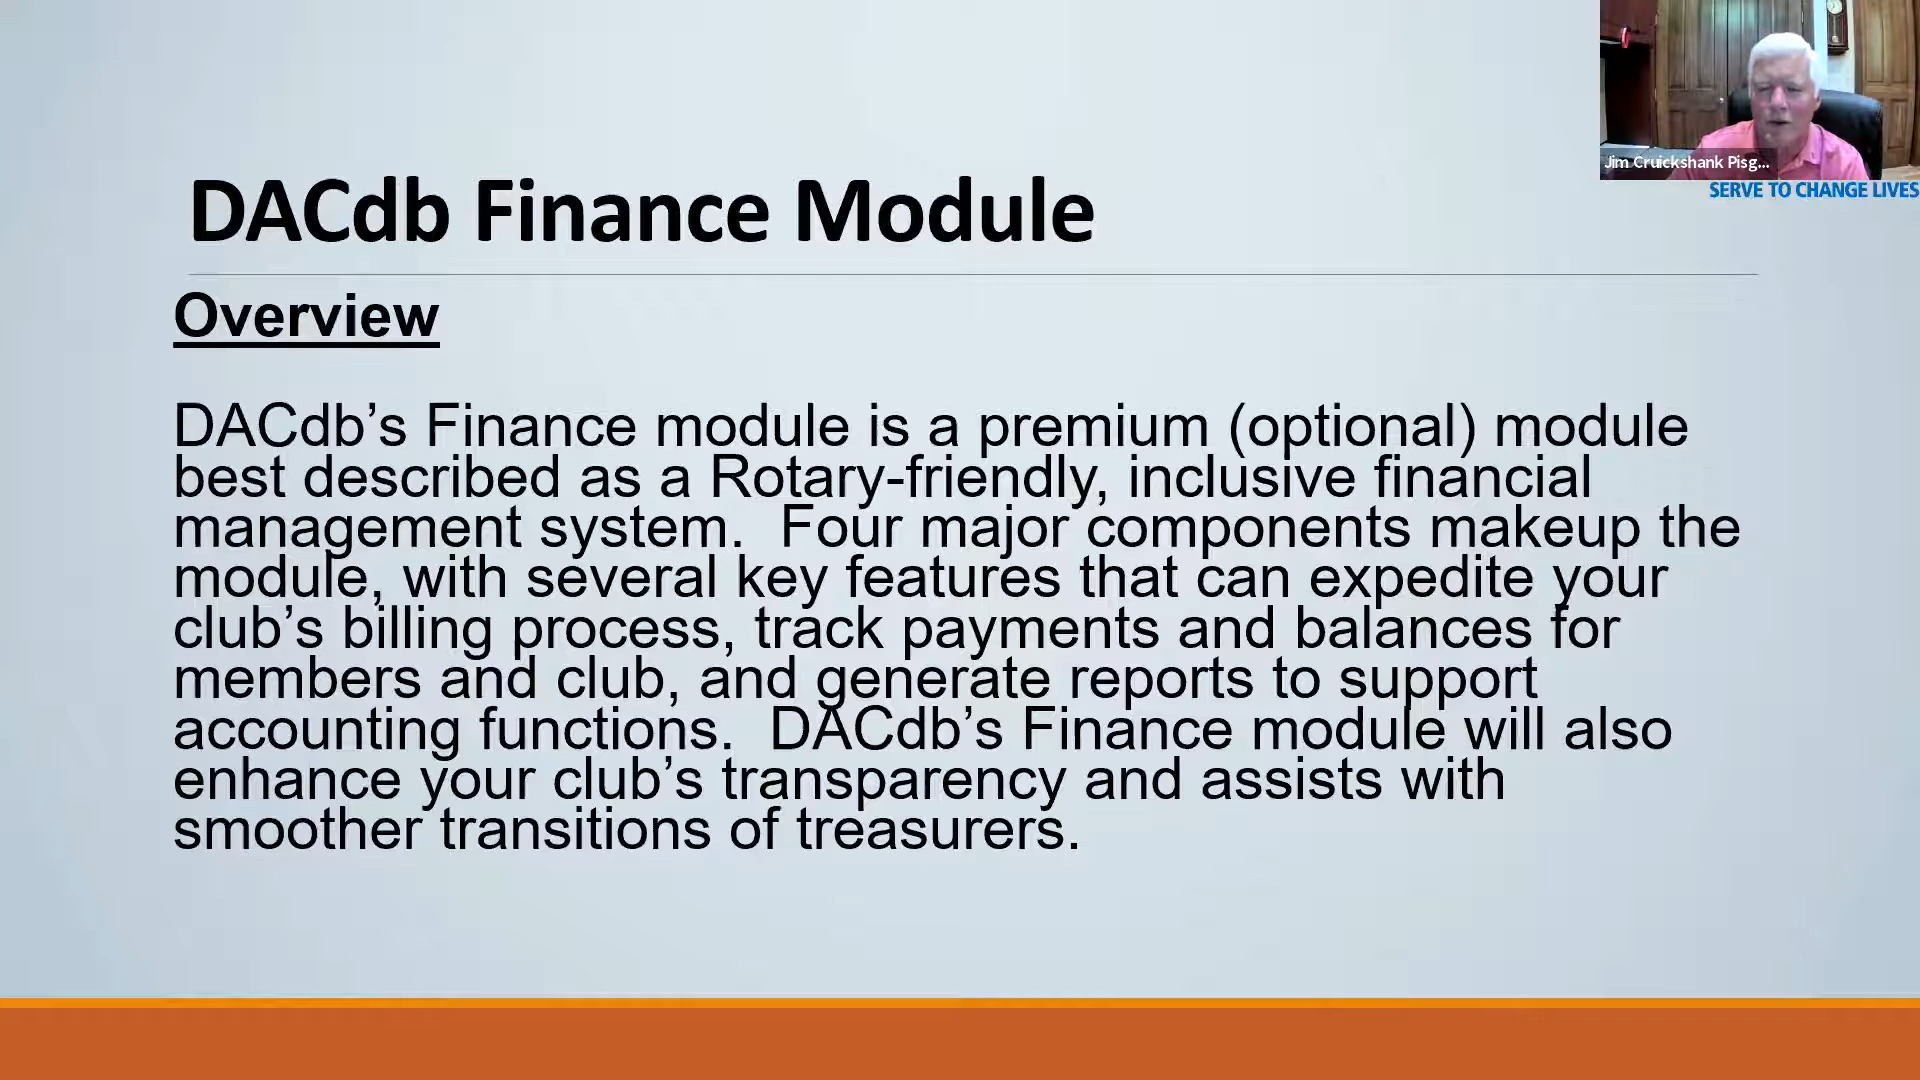 DACdb Finance Module
Jim Cruickshank Pisg...
SERVE TO CHANGE LIVES
Overview
DACdb’s Finance module is a premium (optional) module
best described as a Rotary-friendly, inclusive financial
management system.  Four major components makeup the
module, with several key features that can expedite your
club’s billing process, track payments and balances for
members and club, and generate reports to support
accounting functions.  DACdb’s Finance module will also
enhance your club’s transparency and assists with
smoother transitions of treasurers.